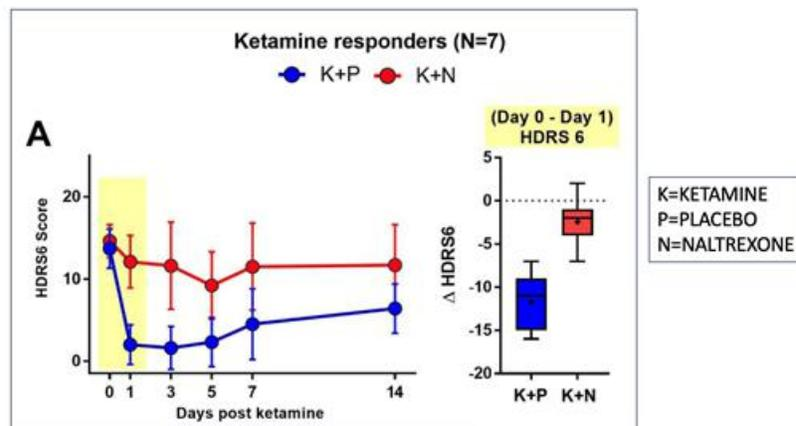 Ketamine responders (N=7)
K+P K+N
A
(Day 0 - Day 1)
HDRS 6
HDRS6 Score
20
10
0
0 1 3 5 7 14
Days post ketamine
Δ HDRS6
5
0
-5
-10
-15
-20
K+P K+N
K=KETAMINE
P=PLACEBO
N=NALTREXONE